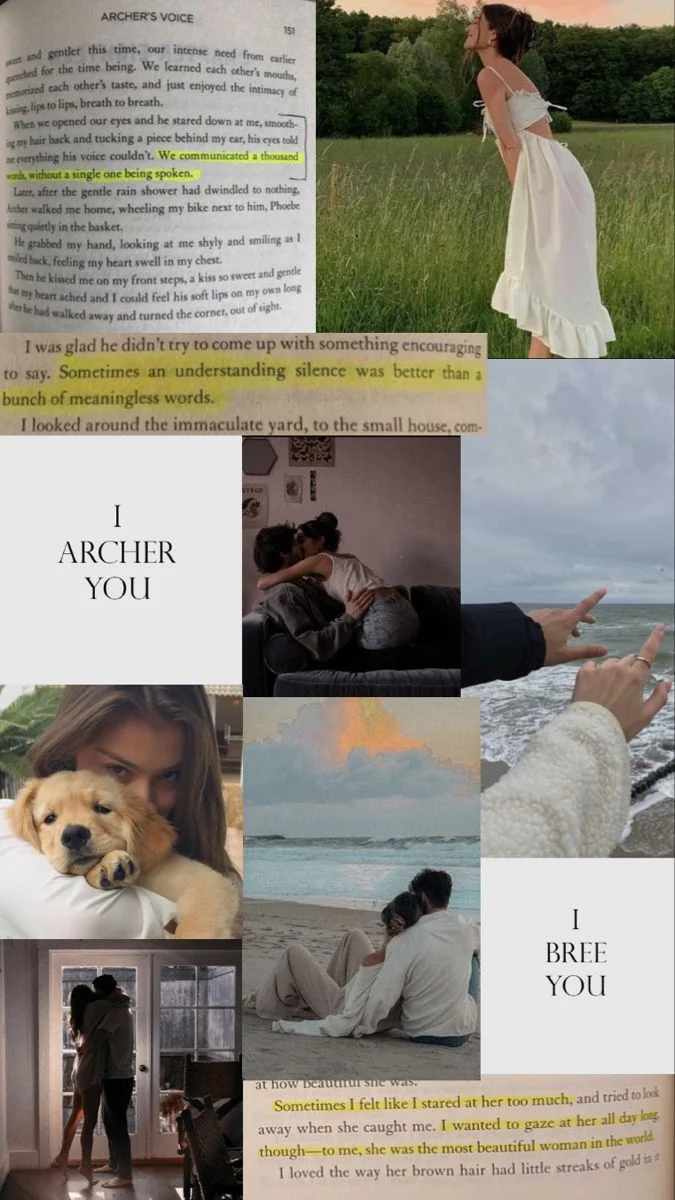 ARCHER'S VOICE
151
sweet and gentler this time, our intense need from earlier
quenched for the time being. We learned each other's mouths,
memorized each other's taste, and just enjoyed the intimacy of
kissing, lips to lips, breath to breath.
When we opened our eyes and he stared down at me, smooth-
ing my hair back and tucking a piece behind my ear, his eyes told
me everything his voice couldn't. We communicated a thousand
words, without a single one being spoken.
Later, after the gentle rain shower had dwindled to nothing,
Archer walked me home, wheeling my bike next to him, Phoebe
sitting quietly in the basket.
He grabbed my hand, looking at me shyly and smiling as I
smiled back, feeling my heart swell in my chest.
Then he kissed me on my front steps, a kiss so sweet and gentle
that my heart ached and I could feel his soft lips on my own long
after he had walked away and turned the corner, out of sight.
I was glad he didn't try to come up with something encouraging
to say. Sometimes an understanding silence was better than a
bunch of meaningless words.
I looked around the immaculate yard, to the small house, com-
I
ARCHER
YOU
VIRGO
I
BREE
YOU
at how beautiful she was.
Sometimes I felt like I stared at her too much, and tried to look
away when she caught me. I wanted to gaze at her all day long,
though—to me, she was the most beautiful woman in the world.
I loved the way her brown hair had little streaks of gold in it